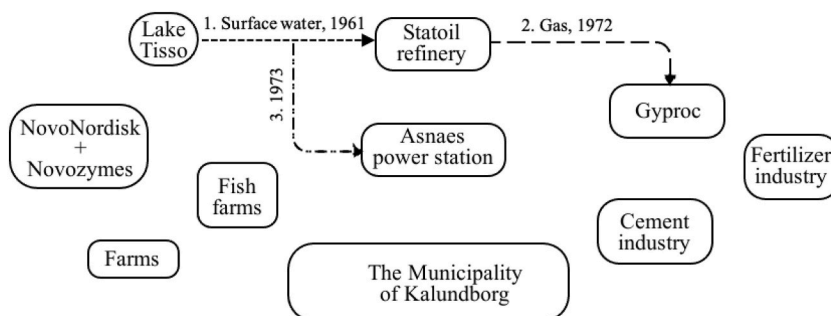 Lake
Tisso
1. Surface water, 1961
Statoil
refinery
2. Gas, 1972
Gyproc
3. 1973
Asnaes
power station
NovoNordisk
+
Novozymes
Fish
farms
Fertilizer
industry
Cement
industry
Farms
The Municipality
of Kalundborg